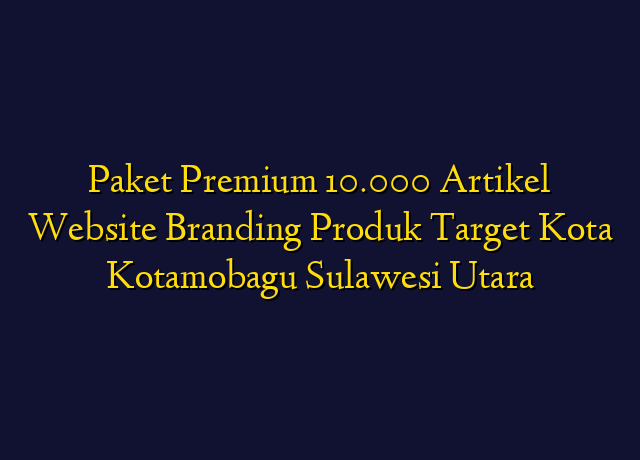 Paket Premium 10.000 Artikel
Website Branding Produk Target Kota
Kotamobagu Sulawesi Utara